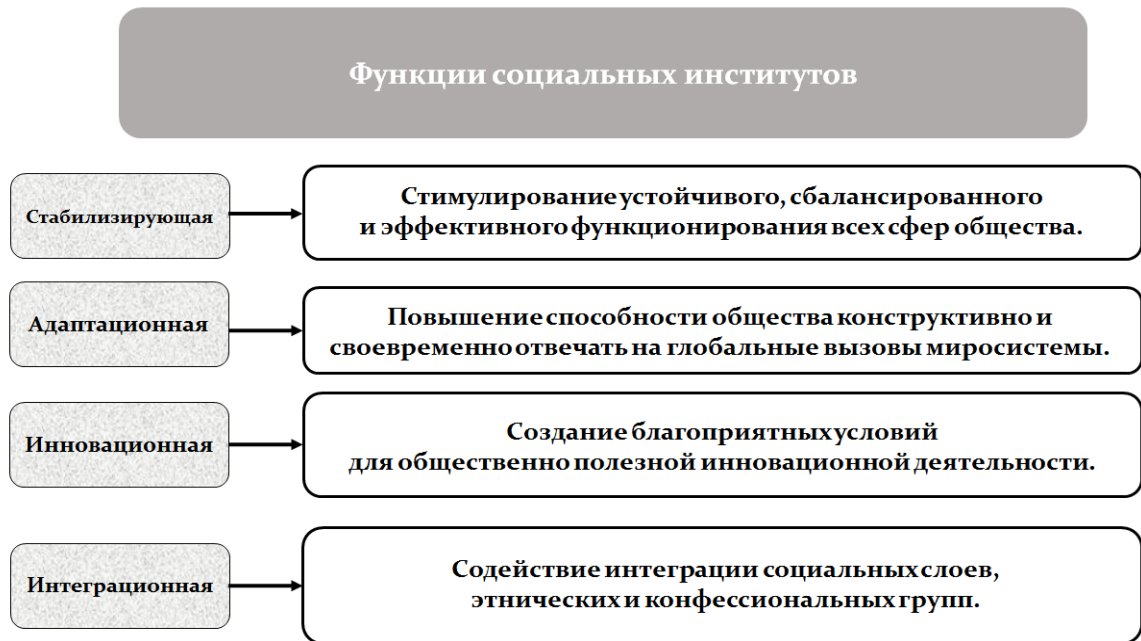 Функции социальных институтов
Стабилизирующая
Стимулирование устойчивого, сбалансированного
и эффективного функционирования всех сфер общества.
Адаптационная
Повышение способности общества конструктивно и
своевременно отвечать на глобальные вызовы миросистемы.
Инновационная
Создание благоприятных условий
для общественно полезной инновационной деятельности.
Интеграционная
Содействие интеграции социальных слоев,
этнических и конфессиональных групп.